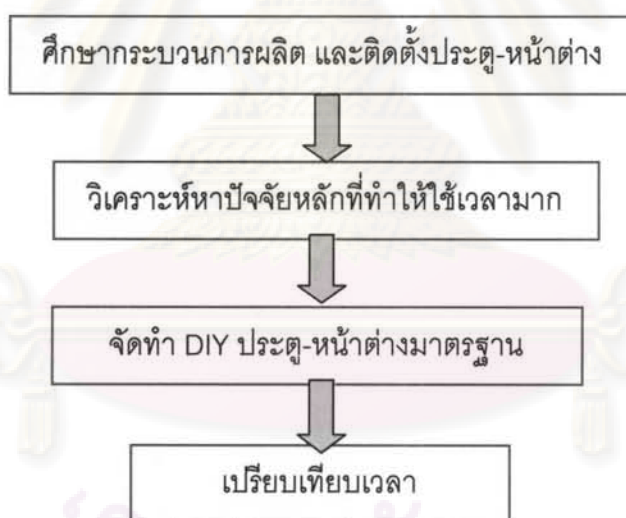 ศึกษากระบวนการผลิต และติดตั้งประตู-หน้าต่าง
วิเคราะห์หาปัจจัยหลักที่ทำให้ใช้เวลามาก
จัดทำ DIY ประตู-หน้าต่างมาตรฐาน
เปรียบเทียบเวลา